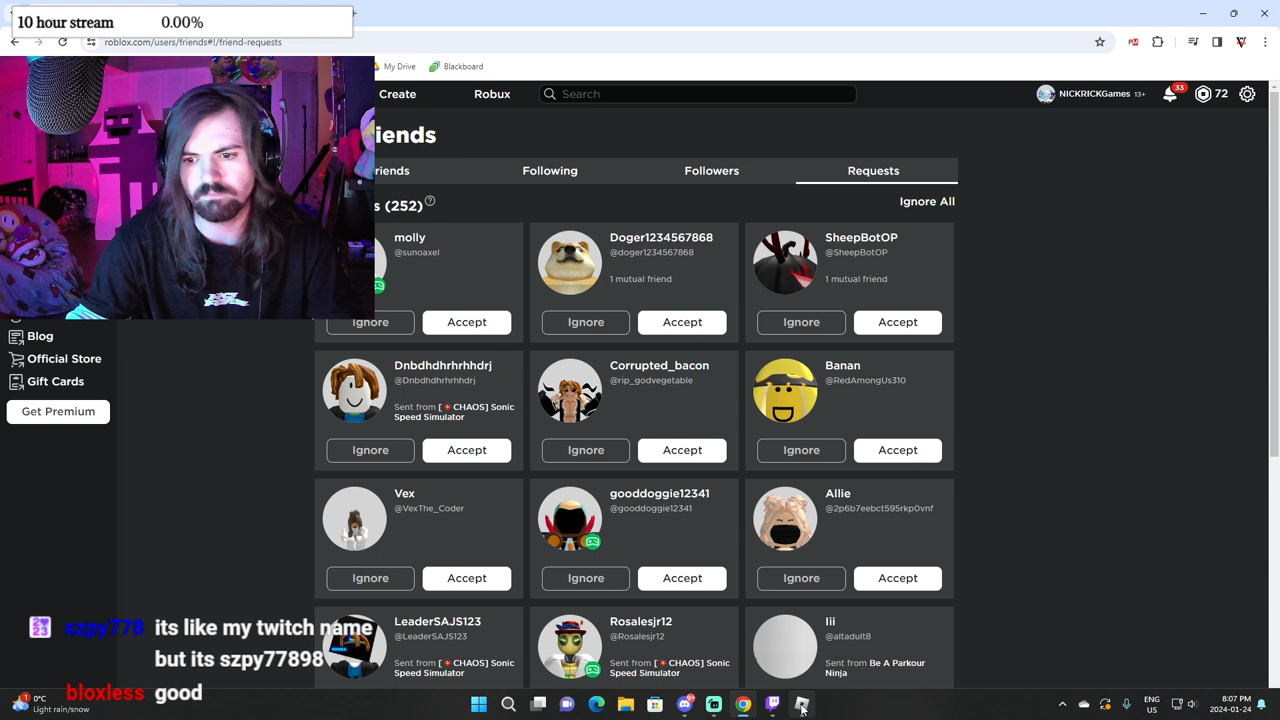 10 hour stream 0.00%
roblox.com/users/friends#!/friend-requests
My Drive Blackboard
Create Robux Search NICKRICKGames 13+ 33 72
iends
riends Following Followers Requests
s (252) Ignore All
molly
@sunoaxel
Ignore Accept
Doger1234567868
@doger1234567868
1 mutual friend
Ignore Accept
SheepBotOP
@SheepBotOP
1 mutual friend
Ignore Accept
Blog
Official Store
Gift Cards
Get Premium
Dnbdhdhrhrhhdrj
@Dnbdhdhrhrhhdrj
Sent from [💥CHAOS] Sonic
Speed Simulator
Ignore Accept
Corrupted_bacon
@rip_godvegetable
Ignore Accept
Banan
@RedAmongUs310
Ignore Accept
Vex
@VexThe_Coder
Ignore Accept
gooddoggie12341
@gooddoggie12341
Ignore Accept
Allie
@2p6b7eebct595rkp0vnf
Ignore Accept
LeaderSAJS123
@LeaderSAJS123
Sent from [💥CHAOS] Sonic
Speed Simulator
Rosalesjr12
@Rosalesjr12
Sent from [💥CHAOS] Sonic
Speed Simulator
Iii
@altadult8
Sent from Be A Parkour
Ninja
szpy778 its like my twitch name
but its szpy77898
bloxless good
1 0°C
Light rain/snow
9+
ENG
US
8:07 PM
2024-01-24